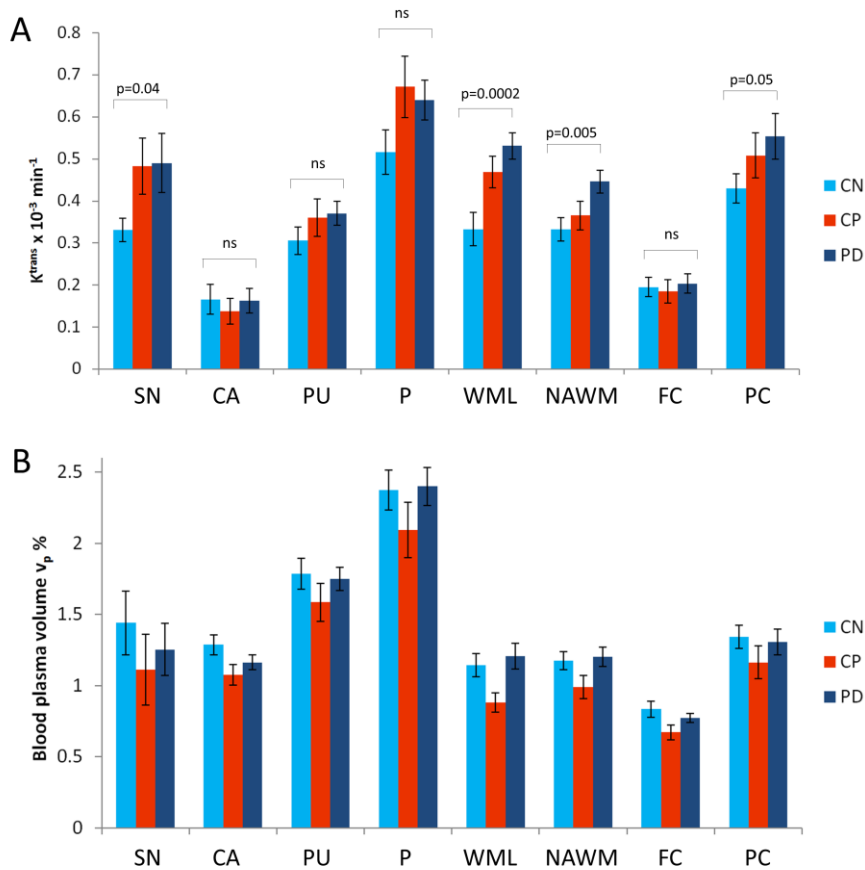 A
K^trans x 10^-3 min^-1
0.8
0.7
0.6
0.5
0.4
0.3
0.2
0.1
0
p=0.04
ns
ns
ns
p=0.0002
p=0.005
ns
p=0.05
SN CA PU P WML NAWM FC PC
CN
CP
PD
B
Blood plasma volume v_p %
2.5
2
1.5
1
0.5
0
SN CA PU P WML NAWM FC PC
CN
CP
PD